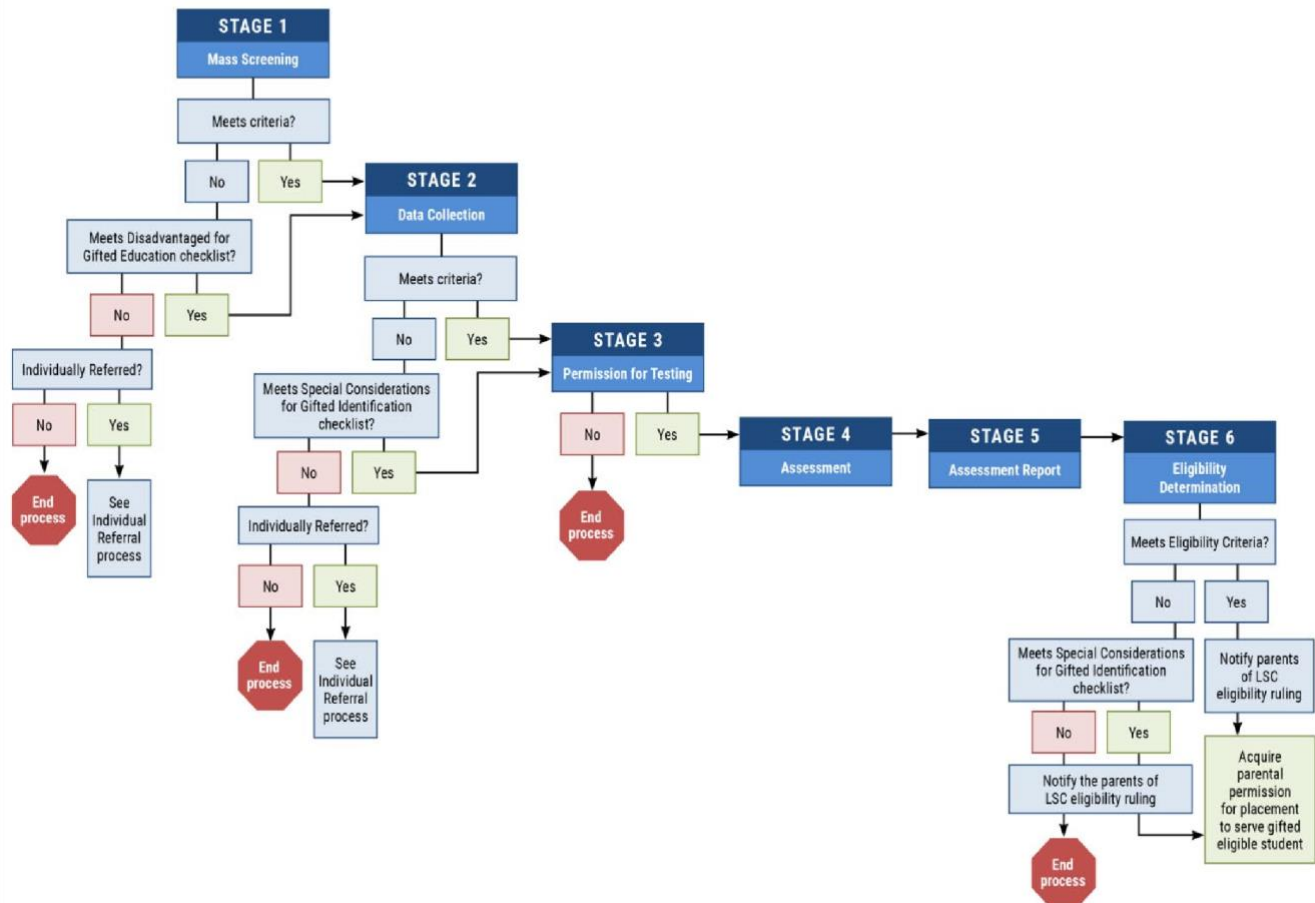 STAGE 1
Mass Screening
Meets criteria?
No
Yes
Meets Disadvantaged for
Gifted Education checklist?
No
Yes
Individually Referred?
No
Yes
End
process
See
Individual
Referral
process
STAGE 2
Data Collection
Meets criteria?
No
Yes
Meets Special Considerations
for Gifted Identification
checklist?
No
Yes
Individually Referred?
No
Yes
End
process
See
Individual
Referral
process
STAGE 3
Permission for Testing
No
Yes
End
process
STAGE 4
Assessment
STAGE 5
Assessment Report
STAGE 6
Eligibility
Determination
Meets Eligibility Criteria?
No
Yes
Meets Special Considerations
for Gifted Identification
checklist?
Notify parents
of LSC
eligibility ruling
No
Yes
Notify the parents of
LSC eligibility ruling
Acquire
parental
permission
for placement
to serve gifted
eligible student
End
process